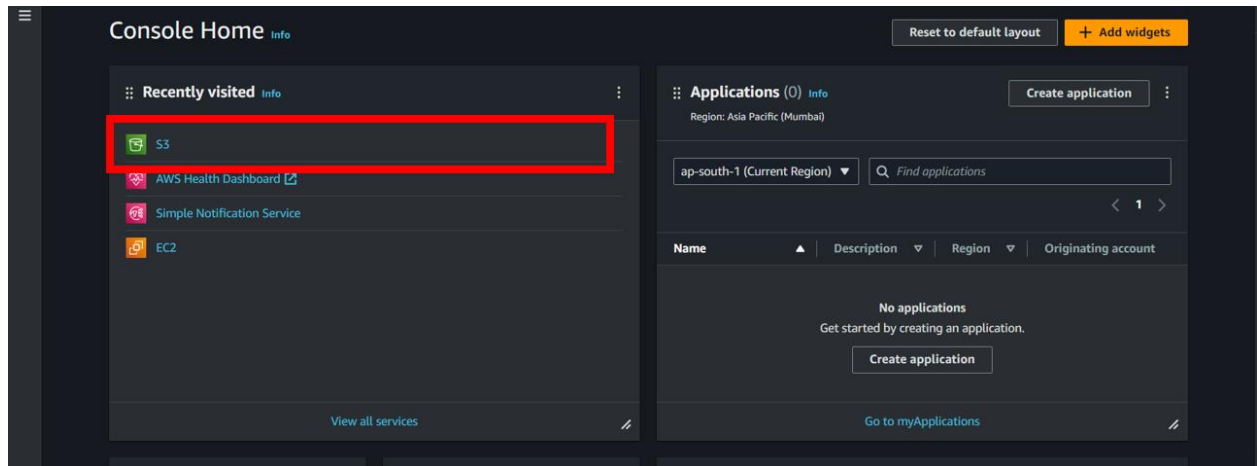 Console Home Info
Reset to default layout
+ Add widgets
Recently visited Info
S3
AWS Health Dashboard
Simple Notification Service
EC2
View all services
Applications (0) Info
Region: Asia Pacific (Mumbai)
Create application
ap-south-1 (Current Region)
Find applications
1
Name Description Region Originating account
No applications
Get started by creating an application.
Create application
Go to myApplications